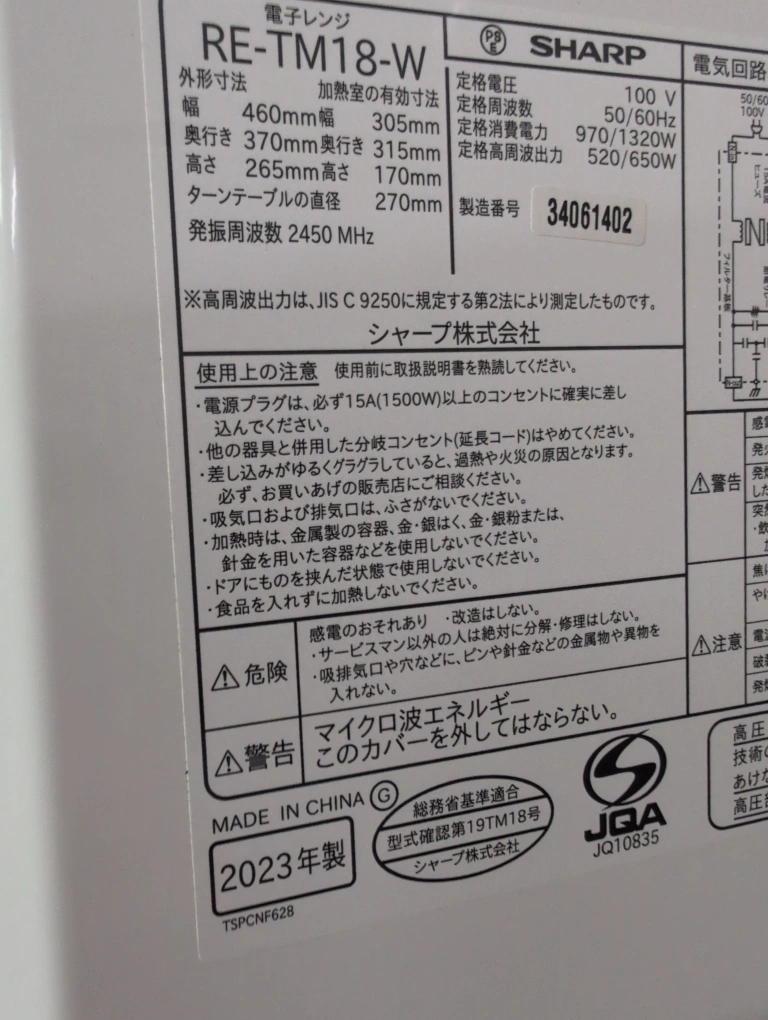 電子レンジ
RE-TM18-W
外形寸法 加熱室の有効寸法
幅 460mm 幅 305mm
奥行き 370mm 奥行き 315mm
高さ 265mm 高さ 170mm
ターンテーブルの直径 270mm
発振周波数 2450 MHz
PS E SHARP
定格電圧 100 V
定格周波数 50/60Hz
定格消費電力 970/1320W
定格高周波出力 520/650W
製造番号 34061402
※高周波出力は、JIS C 9250に規定する第2法により測定したものです。
シャープ株式会社
使用上の注意 使用前に取扱説明書を熟読してください。
・電源プラグは、必ず15A(1500W)以上のコンセントに確実に差し
込んでください。
・他の器具と併用した分岐コンセント(延長コード)はやめてください。
・差し込みがゆるくグラグラしていると、過熱や火災の原因となります。
必ず、お買いあげの販売店にご相談ください。
・吸気口および排気口は、ふさがないでください。
・加熱時は、金属製の容器、金・銀はく、金・銀粉または、
針金を用いた容器などを使用しないでください。
・ドアにものを挟んだ状態で使用しないでください。
・食品を入れずに加熱しないでください。
危険
感電のおそれあり ・改造はしない。
・サービスマン以外の人は絶対に分解・修理はしない。
・吸排気口や穴などに、ピンや針金などの金属物や異物を
入れない。
警告
マイクロ波エネルギー
このカバーを外してはならない。
MADE IN CHINA G
2023年製
TSPCNF628
総務省基準適合
型式確認第19TM18号
シャープ株式会社
JQA
JQ10835
電気回路
50/60
100V
フィルター基板
警告
注意
高圧
技術の
あけな
高圧部